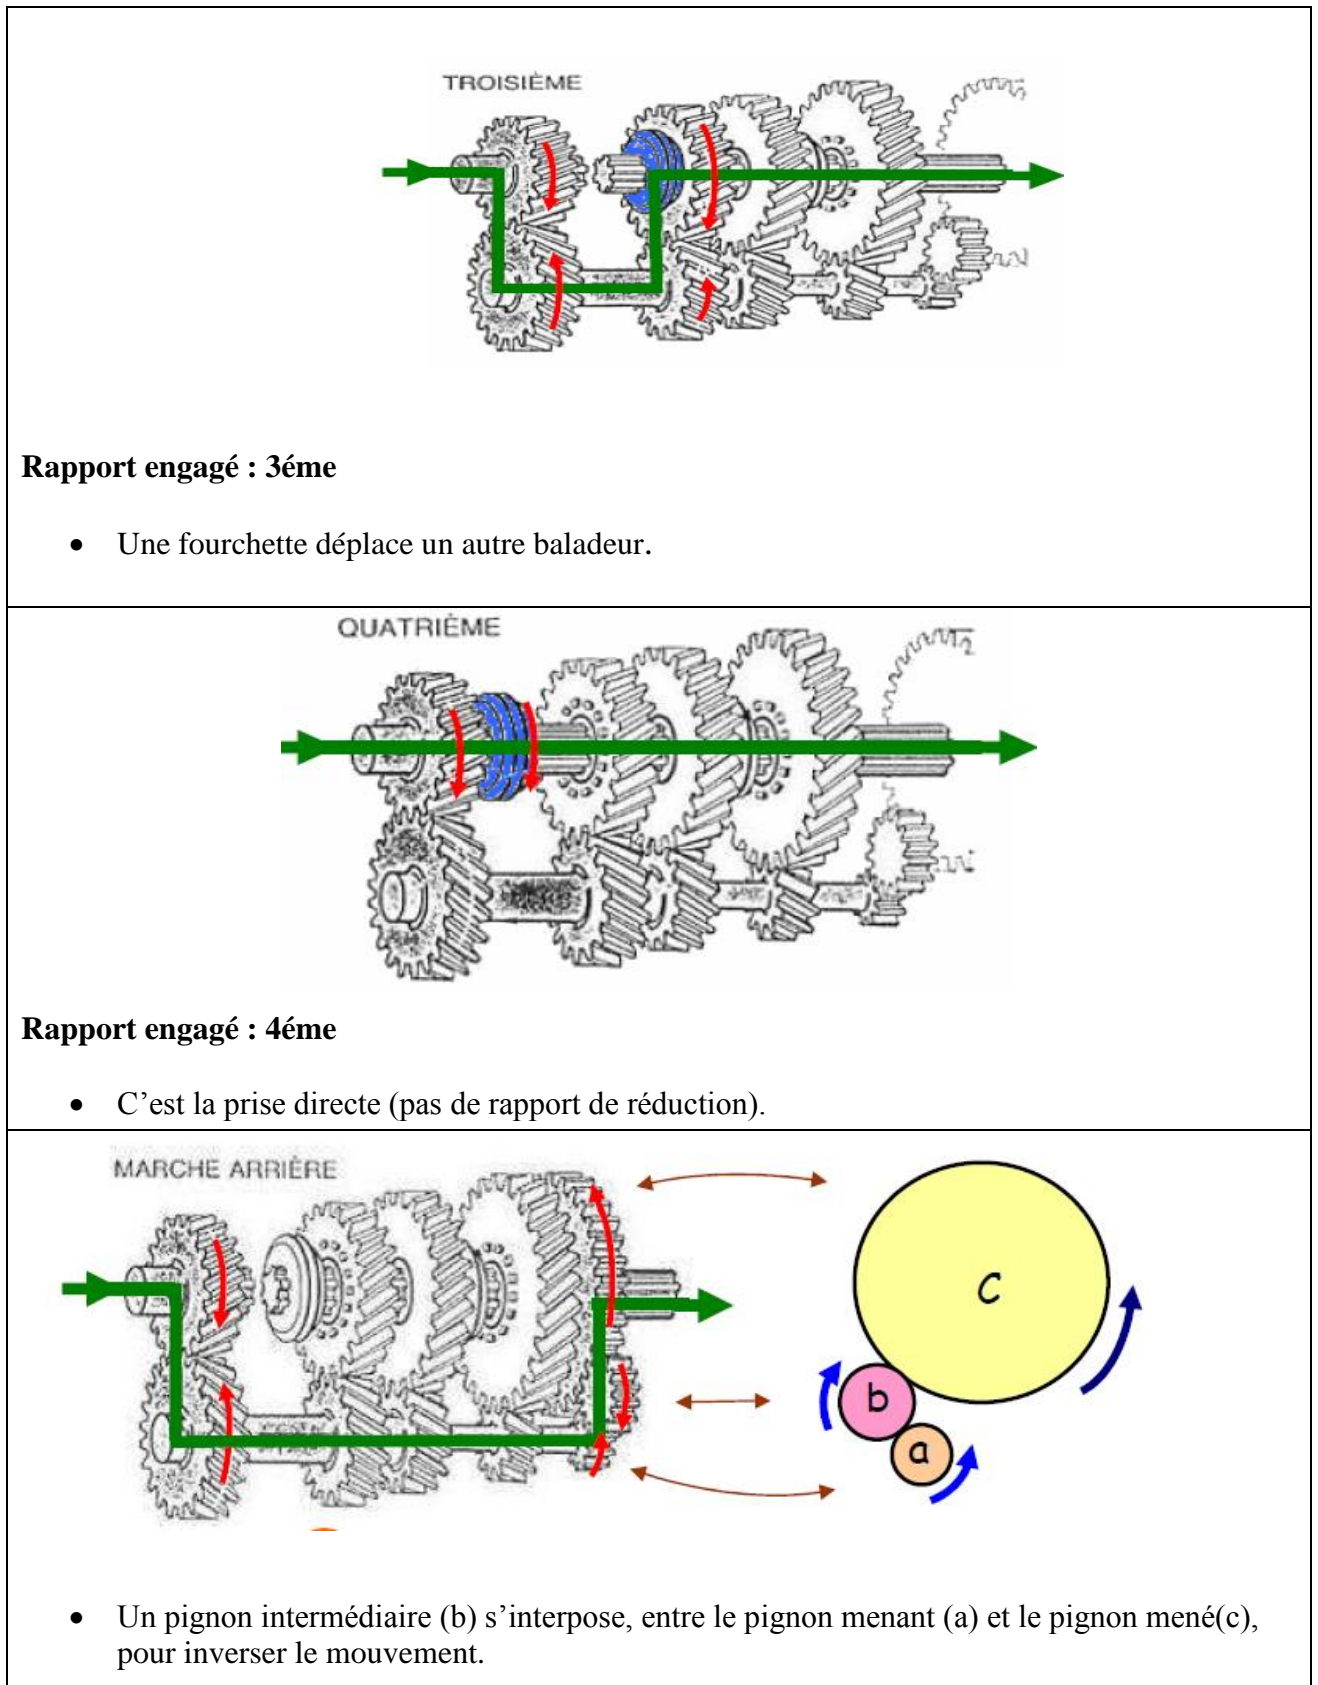 TROISIÈME
Rapport engagé : 3éme
• Une fourchette déplace un autre baladeur.
QUATRIÈME
Rapport engagé : 4éme
• C’est la prise directte (pas de rapport de réduction).
MARCHE ARRIÈRE
C
b
a
• Un pignon intermédiaire (b) s’interpose, entre le pignon menant (a) et le pignon mené(c),
pour inverser le mouvement.